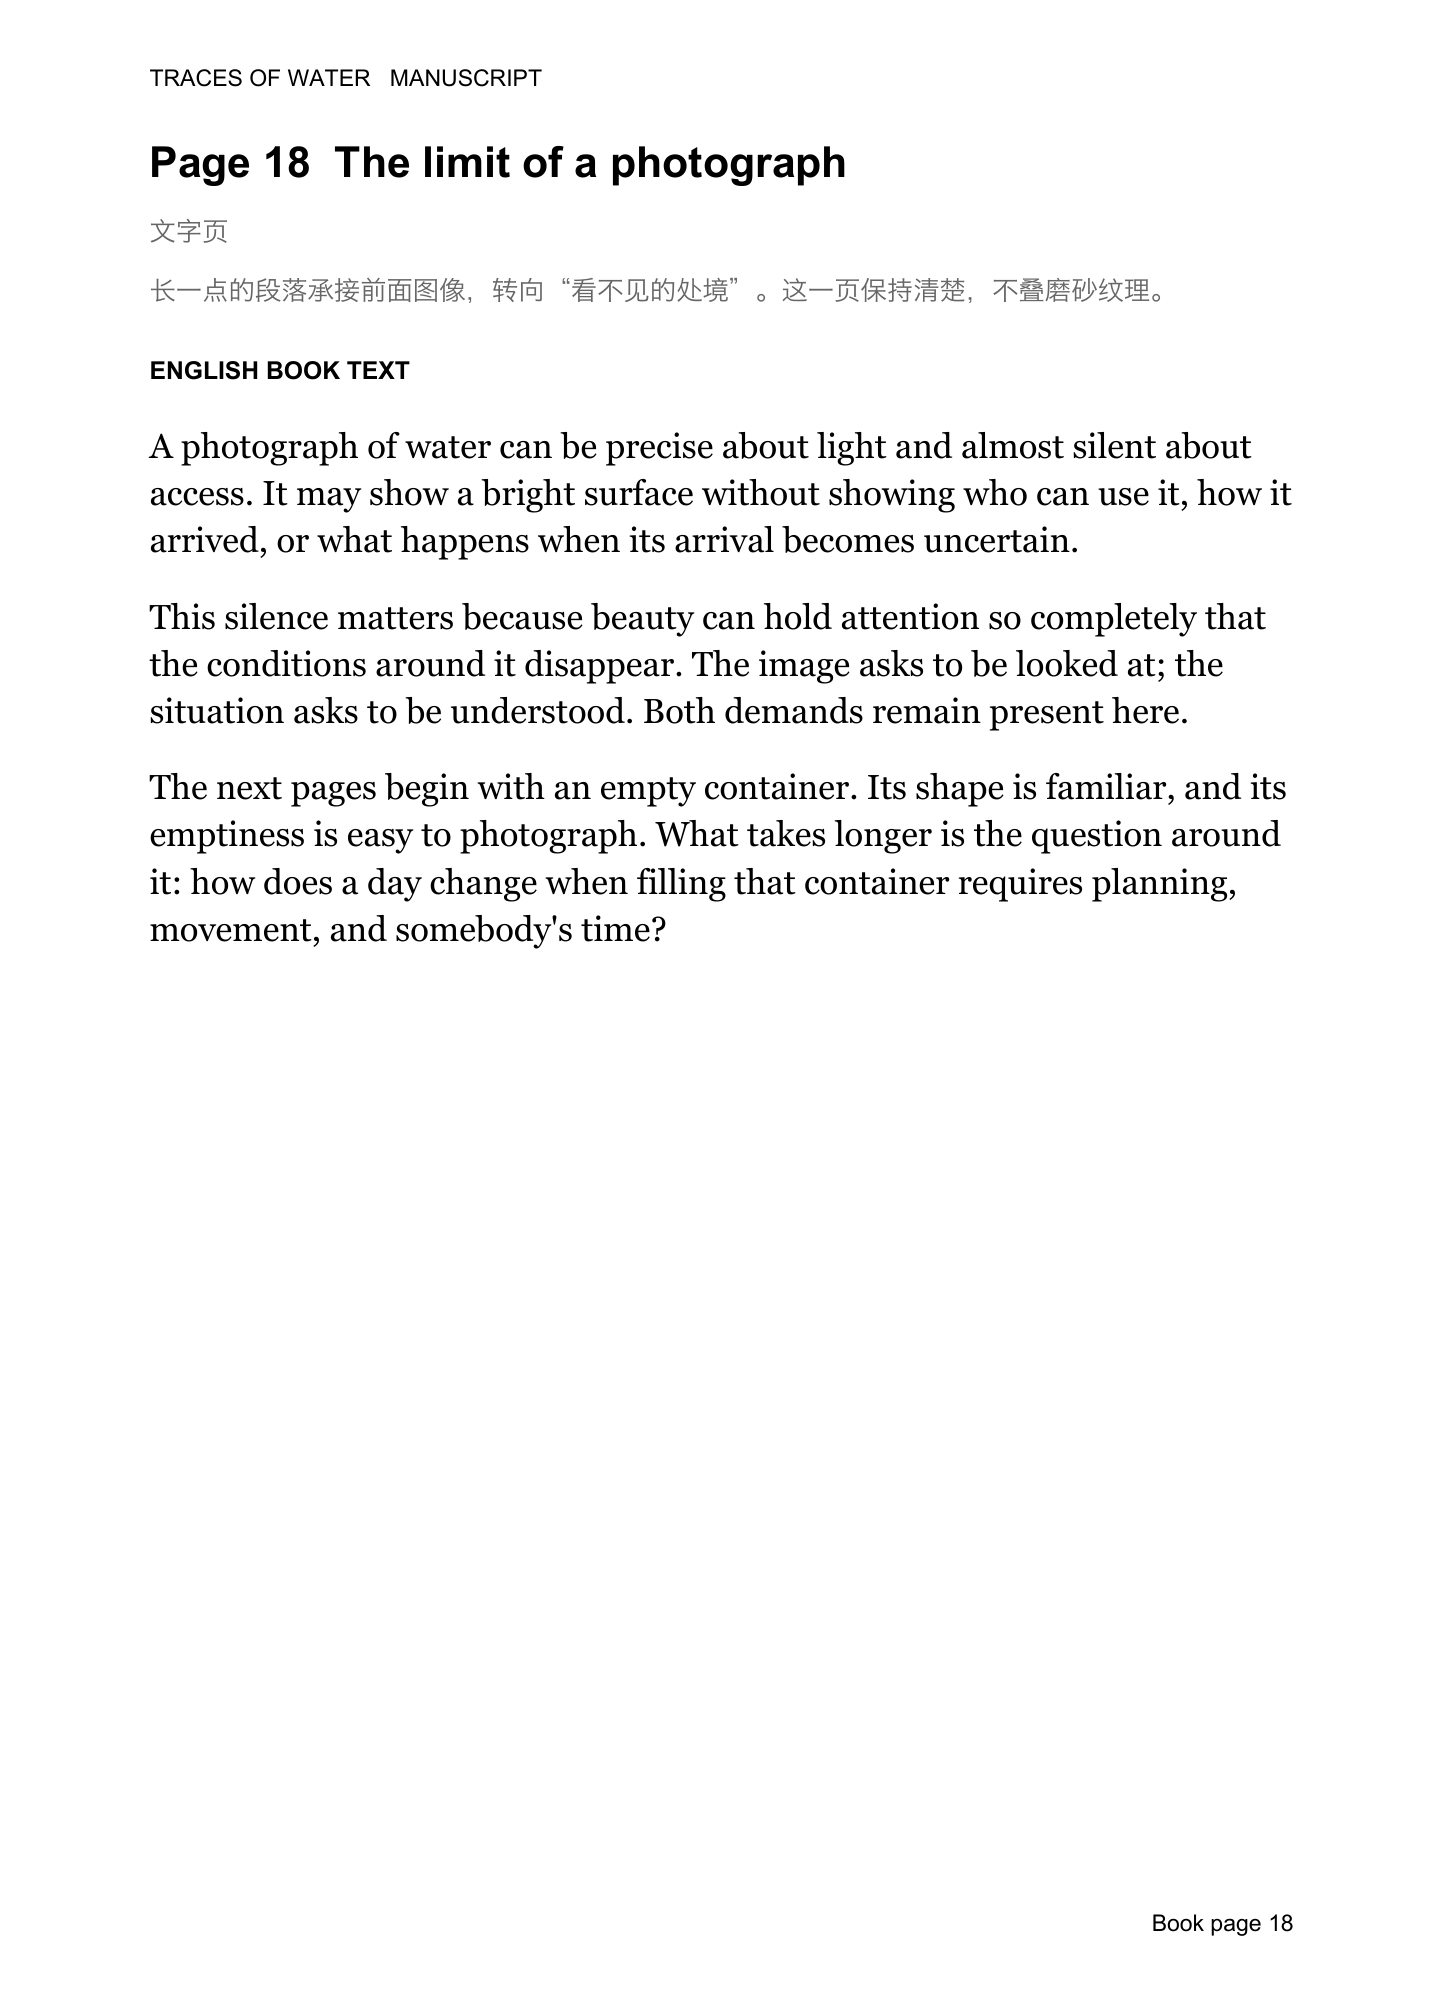 TRACES OF WATER   MANUSCRIPT
Page 18  The limit of a photograph
文字页
长一点的段落承接前面图像，转向“看不见的处境”。这一页保持清楚，不叠磨砂纹理。
ENGLISH BOOK TEXT
A photograph of water can be precise about light and almost silent about
access. It may show a bright surface without showing who can use it, how it
arrived, or what happens when its arrival becomes uncertain.
This silence matters because beauty can hold attention so completely that
the conditions around it disappear. The image asks to be looked at; the
situation asks to be understood. Both demands remain present here.
The next pages begin with an empty container. Its shape is familiar, and its
emptiness is easy to photograph. What takes longer is the question around
it: how does a day change when filling that container requires planning,
movement, and somebody's time?
Book page 18